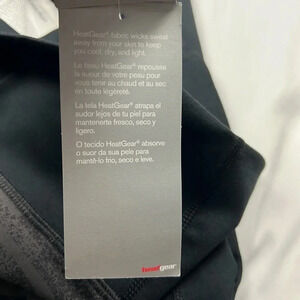 HeatGear® fabric wicks sweat
away from your skin to keep
you cool, dry, and light.
Le tissu HeatGear® repousse
la sueur de votre peau pour vous
tenir au chaud et au sec
en toute légèreté.
La tela HeatGear® atrapa el
sudor lejos de tu piel para
mantenerte fresco, seco y
ligero.
O tecido HeatGear® absorve
o suor da sua pele para
mantê-lo frio, seco e leve.
heatgear